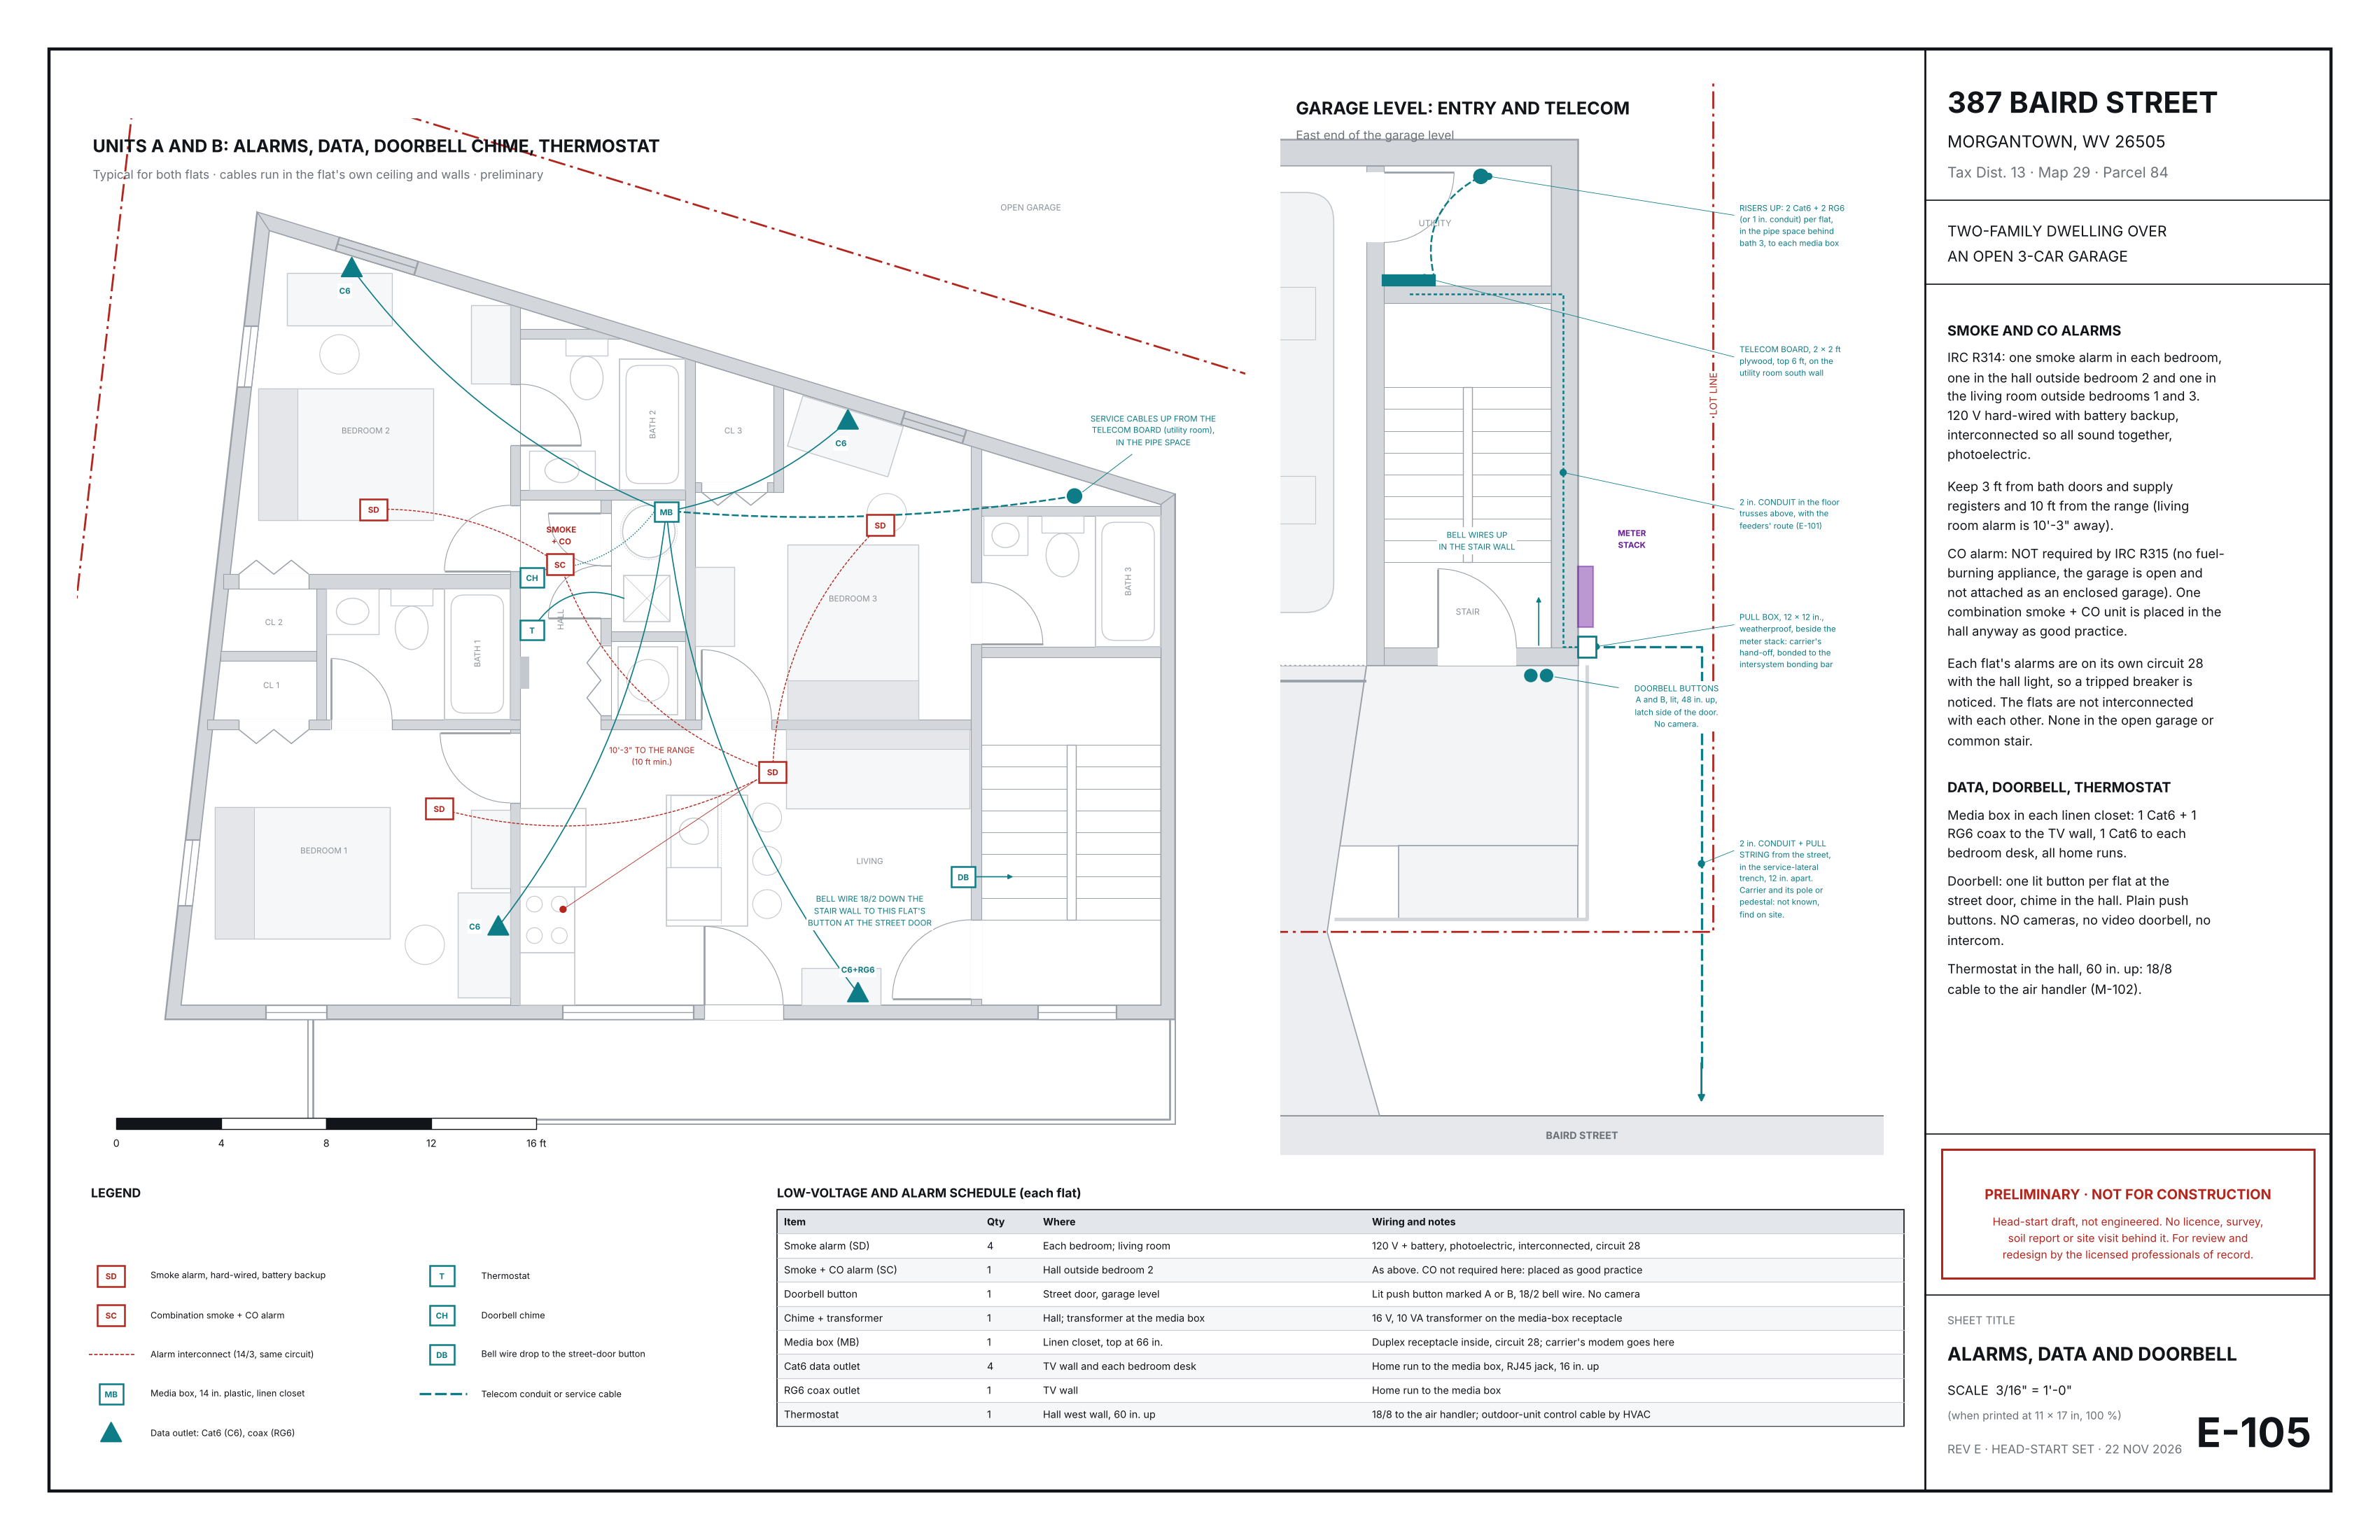 UNITS A AND B: ALARMS, DATA, DOORBELL CHIME, THERMOSTAT
Typical for both flats · cables run in the flat's own ceiling and walls · preliminary
OPEN GARAGE
C6
BEDROOM 2
BATH 2
CL 3
C6
SERVICE CABLES UP FROM THE
TELECOM BOARD (utility room),
IN THE PIPE SPACE
SD
MB
SD
SMOKE
+ CO
SC
CH
T
HALL
CL 2
BATH 1
CL 1
BEDROOM 3
BATH 3
10'-3" TO THE RANGE
(10 ft min.)
SD
SD
BEDROOM 1
LIVING
DB
BELL WIRE 18/2 DOWN THE
STAIR WALL TO THIS FLAT'S
BUTTON AT THE STREET DOOR
C6
C6+RG6
0
4
8
12
16 ft
GARAGE LEVEL: ENTRY AND TELECOM
East end of the garage level
UTILITY
RISERS UP: 2 Cat6 + 2 RG6
(or 1 in. conduit) per flat,
in the pipe space behind
bath 3, to each media box
TELECOM BOARD, 2 × 2 ft
plywood, top 6 ft, on the
utility room south wall
LOT LINE
2 in. CONDUIT in the floor
trusses above, with the
feeders' route (E-101)
BELL WIRES UP
IN THE STAIR WALL
METER
STACK
STAIR
PULL BOX, 12 × 12 in.,
weatherproof, beside the
meter stack: carrier's
hand-off, bonded to the
intersystem bonding bar
DOORBELL BUTTONS
A and B, lit, 48 in. up,
latch side of the door.
No camera.
2 in. CONDUIT + PULL
STRING from the street,
in the service-lateral
trench, 12 in. apart.
Carrier and its pole or
pedestal: not known,
find on site.
BAIRD STREET
LEGEND
SD Smoke alarm, hard-wired, battery backup
SC Combination smoke + CO alarm
Alarm interconnect (14/3, same circuit)
MB Media box, 14 in. plastic, linen closet
Data outlet: Cat6 (C6), coax (RG6)
T Thermostat
CH Doorbell chime
DB Bell wire drop to the street-door button
Telecom conduit or service cable
LOW-VOLTAGE AND ALARM SCHEDULE (each flat)
Item Qty Where Wiring and notes
Smoke alarm (SD) 4 Each bedroom; living room 120 V + battery, photoelectric, interconnected, circuit 28
Smoke + CO alarm (SC) 1 Hall outside bedroom 2 As above. CO not required here: placed as good practice
Doorbell button 1 Street door, garage level Lit push button marked A or B, 18/2 bell wire. No camera
Chime + transformer 1 Hall; transformer at the media box 16 V, 10 VA transformer on the media-box receptacle
Media box (MB) 1 Linen closet, top at 66 in. Duplex receptacle inside, circuit 28; carrier's modem goes here
Cat6 data outlet 4 TV wall and each bedroom desk Home run to the media box, RJ45 jack, 16 in. up
RG6 coax outlet 1 TV wall Home run to the media box
Thermostat 1 Hall west wall, 60 in. up 18/8 to the air handler; outdoor-unit control cable by HVAC
387 BAIRD STREET
MORGANTOWN, WV 26505
Tax Dist. 13 · Map 29 · Parcel 84
TWO-FAMILY DWELLING OVER
AN OPEN 3-CAR GARAGE
SMOKE AND CO ALARMS
IRC R314: one smoke alarm in each bedroom,
one in the hall outside bedroom 2 and one in
the living room outside bedrooms 1 and 3.
120 V hard-wired with battery backup,
interconnected so all sound together,
photoelectric.
Keep 3 ft from bath doors and supply
registers and 10 ft from the range (living
room alarm is 10'-3" away).
CO alarm: NOT required by IRC R315 (no fuel-
burning appliance, the garage is open and
not attached as an enclosed garage). One
combination smoke + CO unit is placed in the
hall anyway as good practice.
Each flat's alarms are on its own circuit 28
with the hall light, so a tripped breaker is
noticed. The flats are not interconnected
with each other. None in the open garage or
common stair.
DATA, DOORBELL, THERMOSTAT
Media box in each linen closet: 1 Cat6 + 1
RG6 coax to the TV wall, 1 Cat6 to each
bedroom desk, all home runs.
Doorbell: one lit button per flat at the
street door, chime in the hall. Plain push
buttons. NO cameras, no video doorbell, no
intercom.
Thermostat in the hall, 60 in. up: 18/8
cable to the air handler (M-102).
PRELIMINARY · NOT FOR CONSTRUCTION
Head-start draft, not engineered. No licence, survey,
soil report or site visit behind it. For review and
redesign by the licensed professionals of record.
SHEET TITLE
ALARMS, DATA AND DOORBELL
SCALE 3/16" = 1'-0"
(when printed at 11 × 17 in, 100 %)
REV E · HEAD-START SET · 22 NOV 2026
E-105